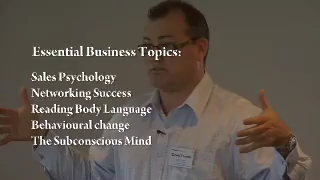 Essential Business Topics:
Sales Psychology
Networking Success
Reading Body Language
Behavioural change
The Subconscious Mind